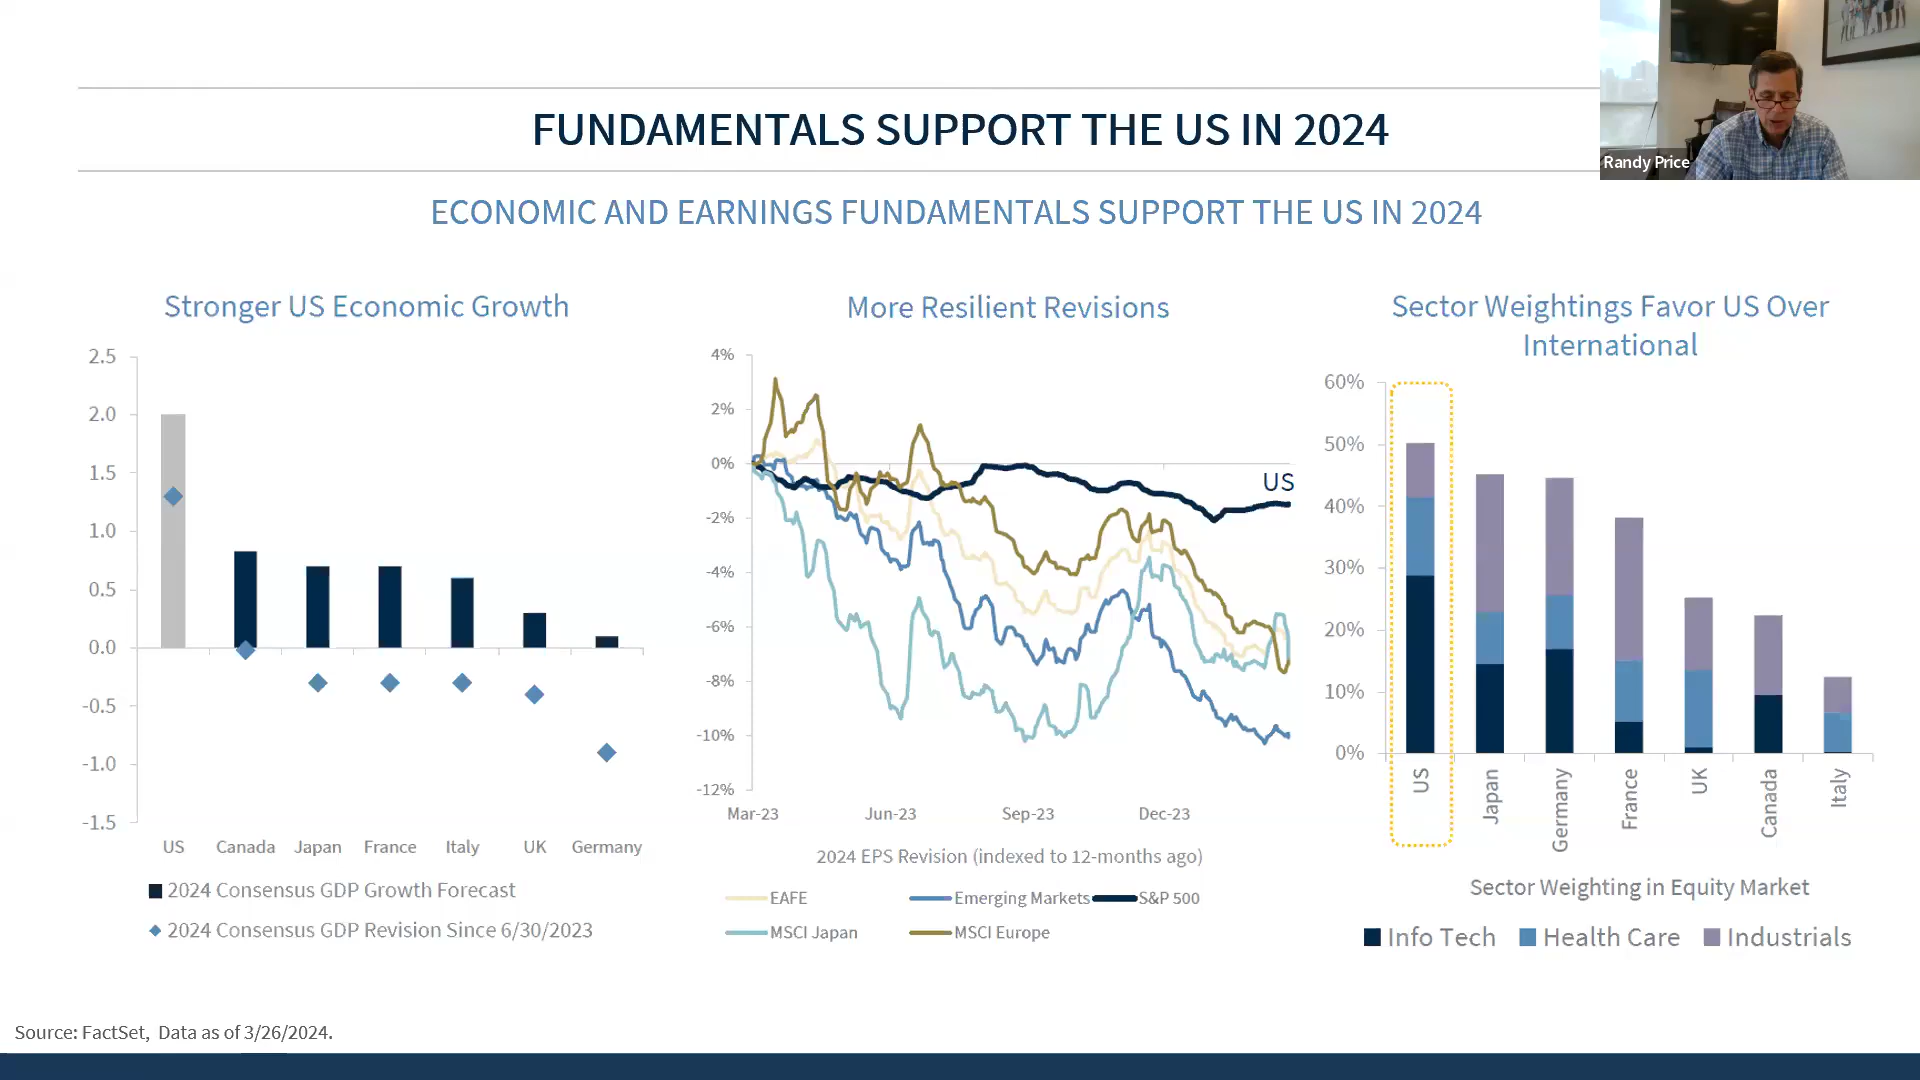 Randy Price
FUNDAMENTALS SUPPORT THE US IN 2024
ECONOMIC AND EARNINGS FUNDAMENTALS SUPPORT THE US IN 2024
Stronger US Economic Growth
2.5
2.0
1.5
1.0
0.5
0.0
-0.5
-1.0
-1.5
US Canada Japan France Italy UK Germany
2024 Consensus GDP Growth Forecast
2024 Consensus GDP Revision Since 6/30/2023
More Resilient Revisions
4%
2%
0%
US
-2%
-4%
-6%
-8%
-10%
-12%
Mar-23 Jun-23 Sep-23 Dec-23
2024 EPS Revision (indexed to 12-months ago)
EAFE Emerging Markets S&P 500
MSCI Japan MSCI Europe
Sector Weightings Favor US Over
International
60%
50%
40%
30%
20%
10%
0%
US Japan Germany France UK Canada Italy
Sector Weighting in Equity Market
Info Tech Health Care Industrials
Source: FactSet, Data as of 3/26/2024.